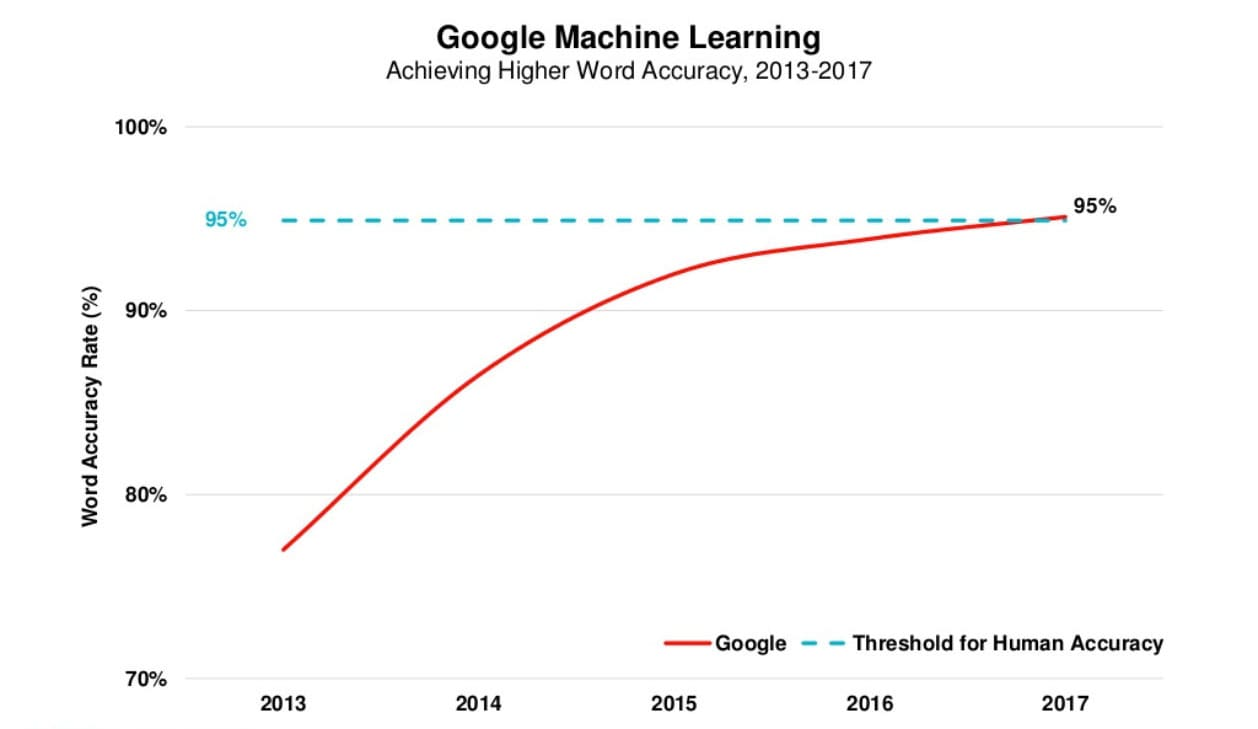 Google Machine Learning
Achieving Higher Word Accuracy, 2013-2017
100%
95%
95%
90%
80%
70%
Word Accuracy Rate (%)
Google
Threshold for Human Accuracy
2013
2014
2015
2016
2017